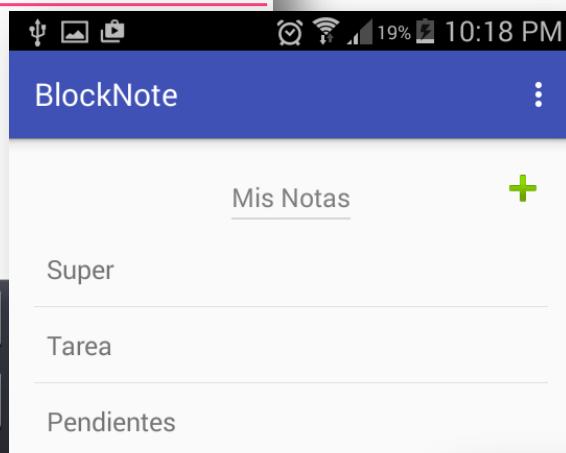 19% 10:18 PM
BlockNote
Mis Notas
Super
Tarea
Pendientes